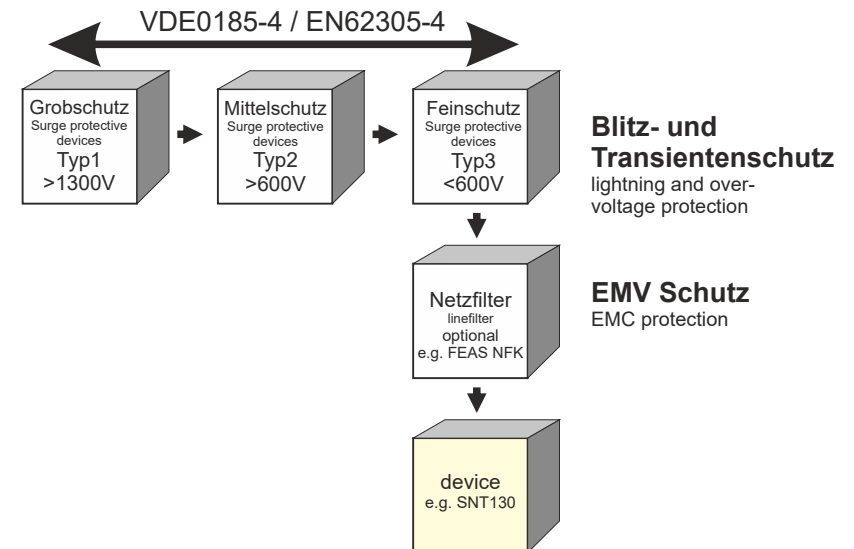 VDE0185-4 / EN62305-4
Grobschutz
Surge protective
devices
Typ1
>1300V
Mittelschutz
Surge protective
devices
Typ2
>600V
Feinschutz
Surge protective
devices
Typ3
<600V
Blitz- und
Transientenschutz
lightning and over-
voltage protection
Netzfilter
linefilter
optional
e.g. FEAS NFK
EMV Schutz
EMC protection
device
e.g. SNT130